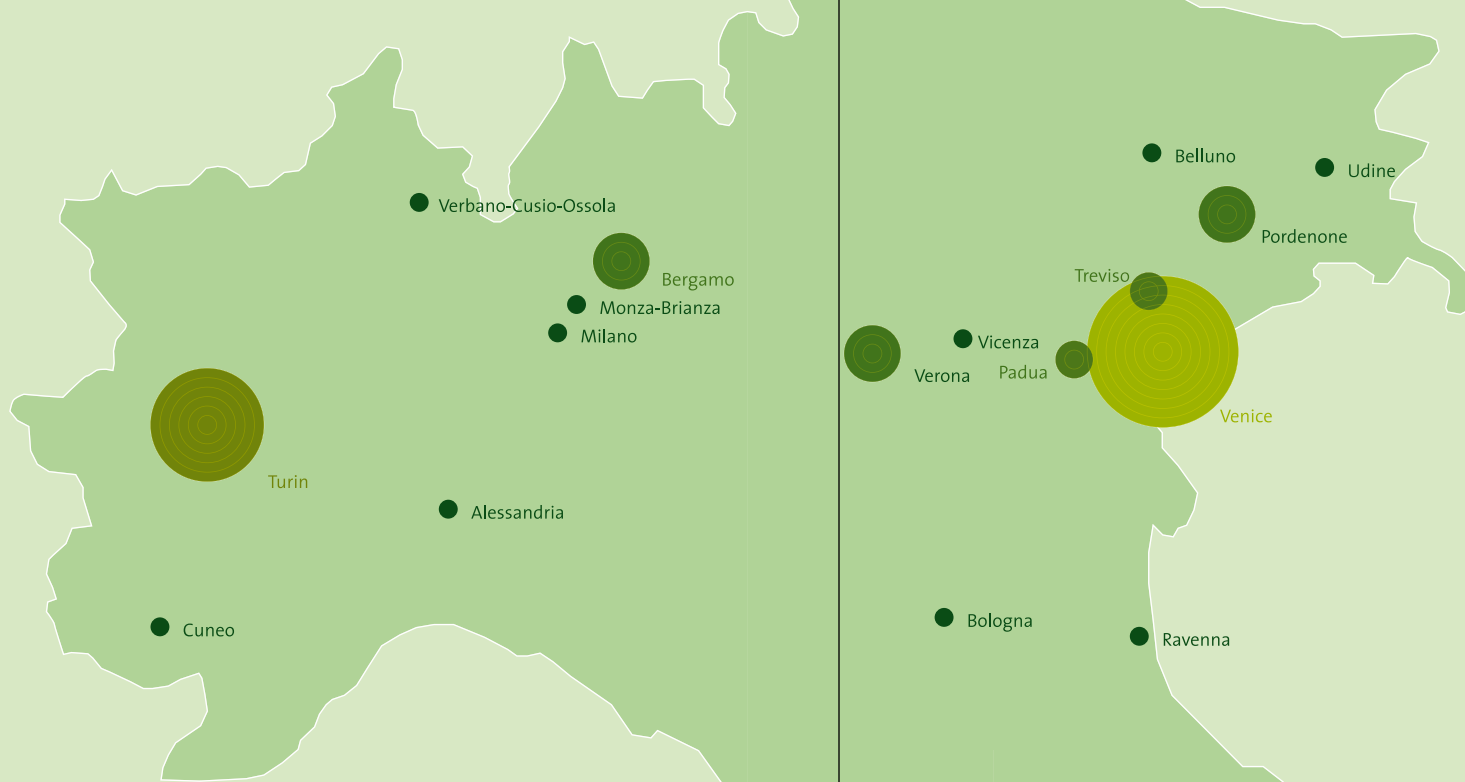 Verbano-Cusio-Ossola
Bergamo
Monza-Brianza
Milano
Turin
Alessandria
Cuneo
Belluno
Udine
Pordenone
Treviso
Vicenza
Verona
Padua
Venice
Bologna
Ravenna